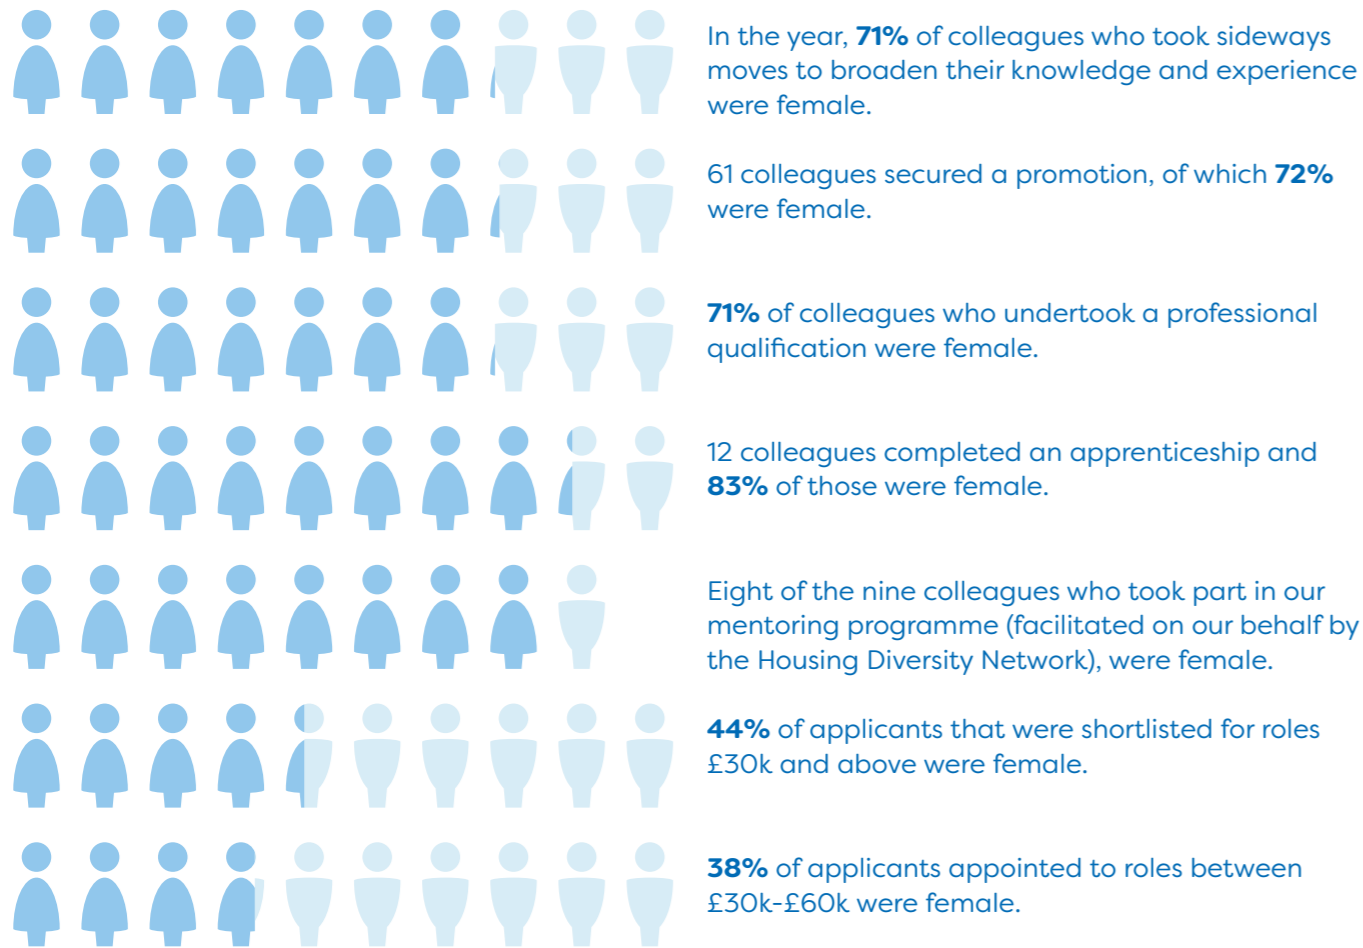 In the year, 71% of colleagues who took sideways
moves to broaden their knowledge and experience
were female.
61 colleagues secured a promotion, of which 72%
were female.
71% of colleagues who undertook a professional
qualification were female.
12 colleagues completed an apprenticeship and
83% of those were female.
Eight of the nine colleagues who took part in our
mentoring programme (facilitated on our behalf by
the Housing Diversity Network), were female.
44% of applicants that were shortlisted for roles
£30k and above were female.
38% of applicants appointed to roles between
£30k-£60k were female.